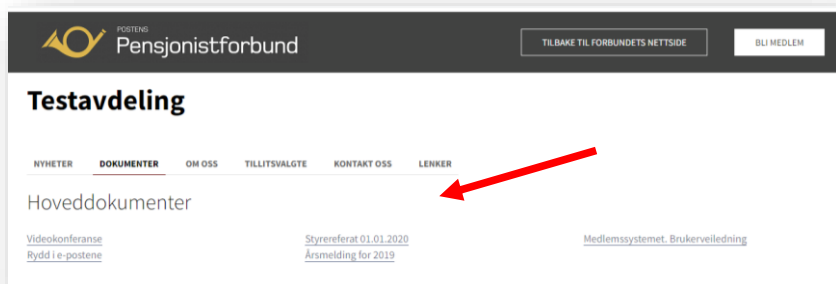 POSTENS
Pensjonistforbund
TILBAKE TIL FORBUNDETS NETTSIDE
BLI MEDLEM
Testavdeling
NYHETER DOKUMENTER OM OSS TILLITSVALGTE KONTAKT OSS LENKER
Hoveddokumenter
Videokonferanse Styrereferat 01.01.2020 Medlemssystemet. Brukerveiledning
Rydd i e-postene Årsmelding for 2019